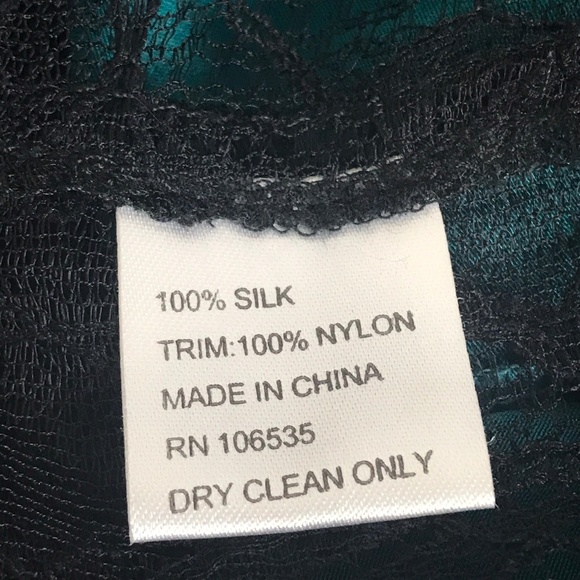 100% SILK
TRIM:100% NYLON
MADE IN CHINA
RN 106535
DRY CLEAN ONLY